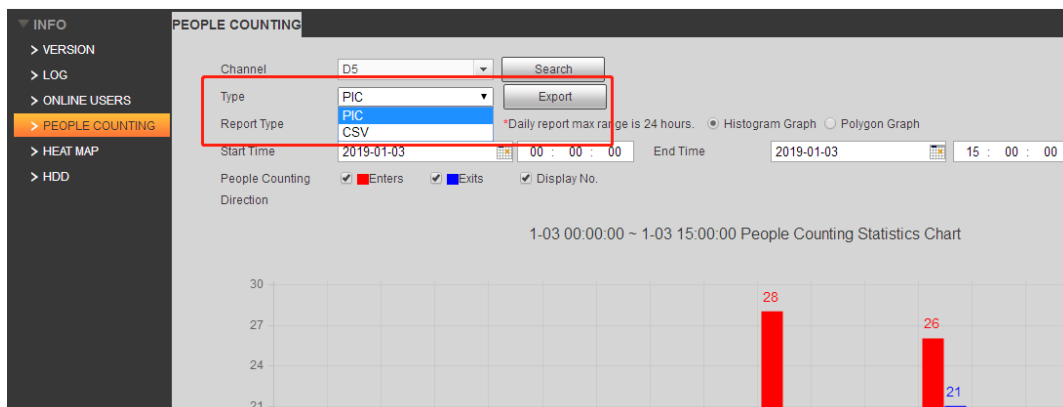 INFO
> VERSION
> LOG
> ONLINE USERS
> PEOPLE COUNTING
> HEAT MAP
> HDD
PEOPLE COUNTING
Channel D5 Search
Type PIC Export
PIC
CSV
Report Type *Daily report max range is 24 hours. Histogram Graph Polygon Graph
Start Time 2019-01-03 00 : 00 : 00 End Time 2019-01-03 15 : 00 : 00
People Counting Direction Enters Exits Display No.
1-03 00:00:00 ~ 1-03 15:00:00 People Counting Statistics Chart
30
28
27
26
24
21
21